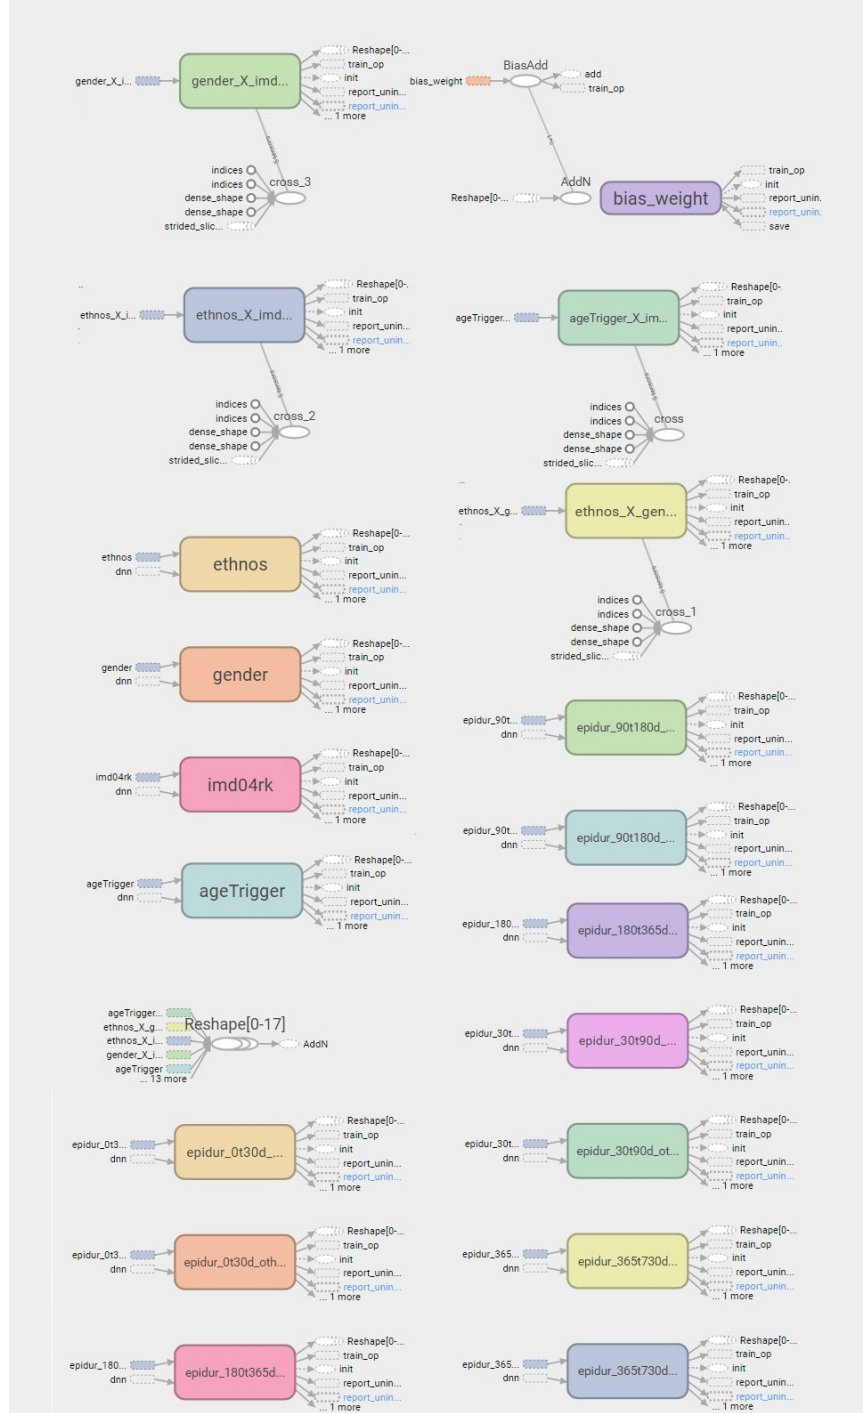 gender_X_i...
gender_X_imd...
Reshape[0-...
train_op
init
report_unin...
report_unin...
... 1 more
indices
indices
dense_shape
dense_shape
strided_slic...
cross_3
bias_weight
BiasAdd
add
train_op
Reshape[0-...
AddN
bias_weight
train_op
init
report_unin.
report_unin.
save
ethnos_X_i...
ethnos_X_imd...
Reshape[0-.
train_op
init
report_unin...
report_unin...
... 1 more
indices
indices
dense_shape
dense_shape
strided_slic...
cross_2
ageTrigger...
ageTrigger_X_im...
Reshape[0-.
train_op
init
report_unin..
report_unin..
... 1 more
indices
indices
dense_shape
dense_shape
strided_slic...
cross
ethnos_X_g...
ethnos_X_gen...
Reshape[0-.
train_op
init
report_unin..
report_unin..
... 1 more
indices
indices
dense_shape
dense_shape
strided_slic...
cross_1
ethnos
dnn
ethnos
Reshape[0-...
train_op
init
report_unin...
report_unin...
... 1 more
gender
dnn
gender
Reshape[0-...
train_op
init
report_unin...
report_unin...
... 1 more
imd04rk
dnn
imd04rk
Reshape[0-...
train_op
init
report_unin...
report_unin...
... 1 more
ageTrigger
dnn
ageTrigger
Reshape[0-...
train_op
init
report_unin...
report_unin...
... 1 more
epidur_90t...
dnn
epidur_90t180d_...
Reshape[0-...
train_op
init
report_unin...
report_unin...
... 1 more
epidur_90t...
dnn
epidur_90t180d_...
Reshape[0-...
train_op
init
report_unin...
report_unin...
... 1 more
epidur_180...
dnn
epidur_180t365d...
Reshape[0-...
train_op
init
report_unin...
report_unin...
... 1 more
ageTrigger...
ethnos_X_g...
ethnos_X_i...
gender_X_i...
ageTrigger
... 13 more
Reshape[0-17]
AddN
epidur_30t...
dnn
epidur_30t90d_...
Reshape[0-...
train_op
init
report_unin...
report_unin...
... 1 more
epidur_0t3...
dnn
epidur_0t30d_...
Reshape[0-...
train_op
init
report_unin...
report_unin...
... 1 more
epidur_30t...
dnn
epidur_30t90d_ot...
Reshape[0-...
train_op
init
report_unin...
report_unin...
... 1 more
epidur_0t3...
dnn
epidur_0t30d_oth...
Reshape[0-...
train_op
init
report_unin...
report_unin...
... 1 more
epidur_365...
dnn
epidur_365t730d...
Reshape[0-...
train_op
init
report_unin...
report_unin...
... 1 more
epidur_180...
dnn
epidur_180t365d...
Reshape[0-...
train_op
init
report_unin...
report_unin...
... 1 more
epidur_365...
dnn
epidur_365t730d...
Reshape[0-...
train_op
init
report_unin...
report_unin...
... 1 more